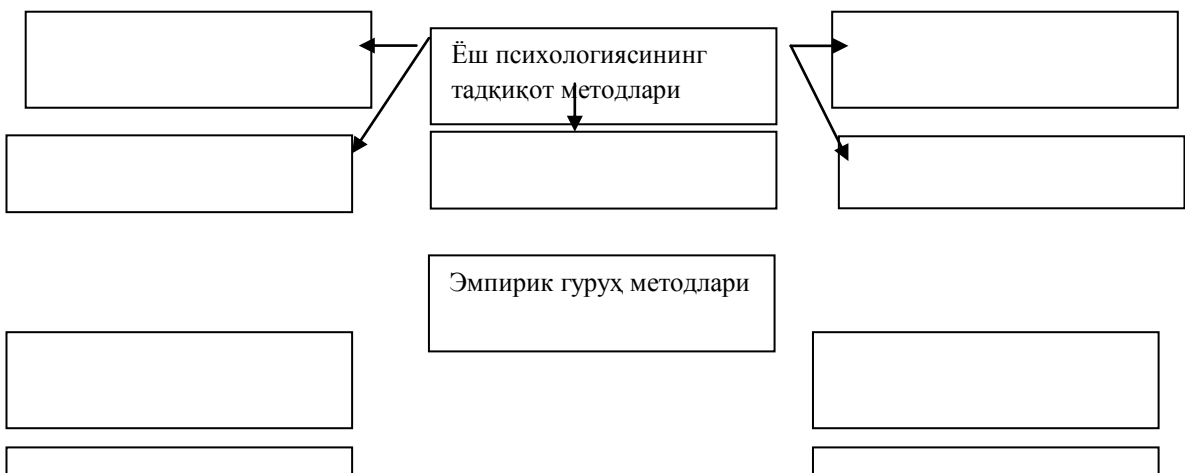 Ёш психологиясининг
тадқиқот методлари
Эмпирик гуруҳ методлари